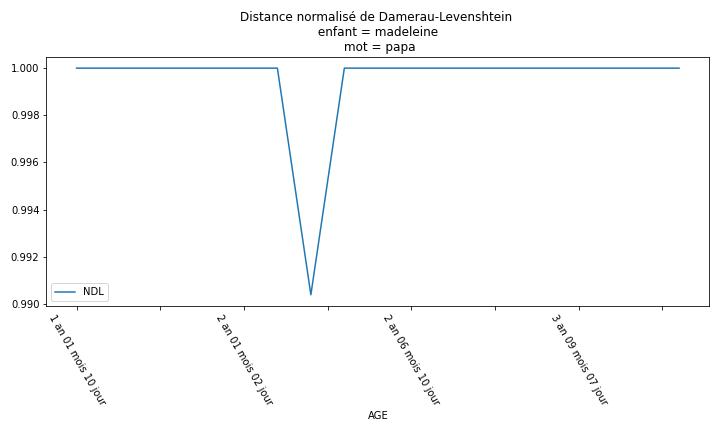 Distance normalisé de Damerau-Levenshtein
enfant = madeleine
mot = papa
1.000
0.998
0.996
0.994
0.992
0.990
NDL
1 an 01 mois 10 jour
2 an 01 mois 02 jour
2 an 06 mois 10 jour
3 an 09 mois 07 jour
AGE